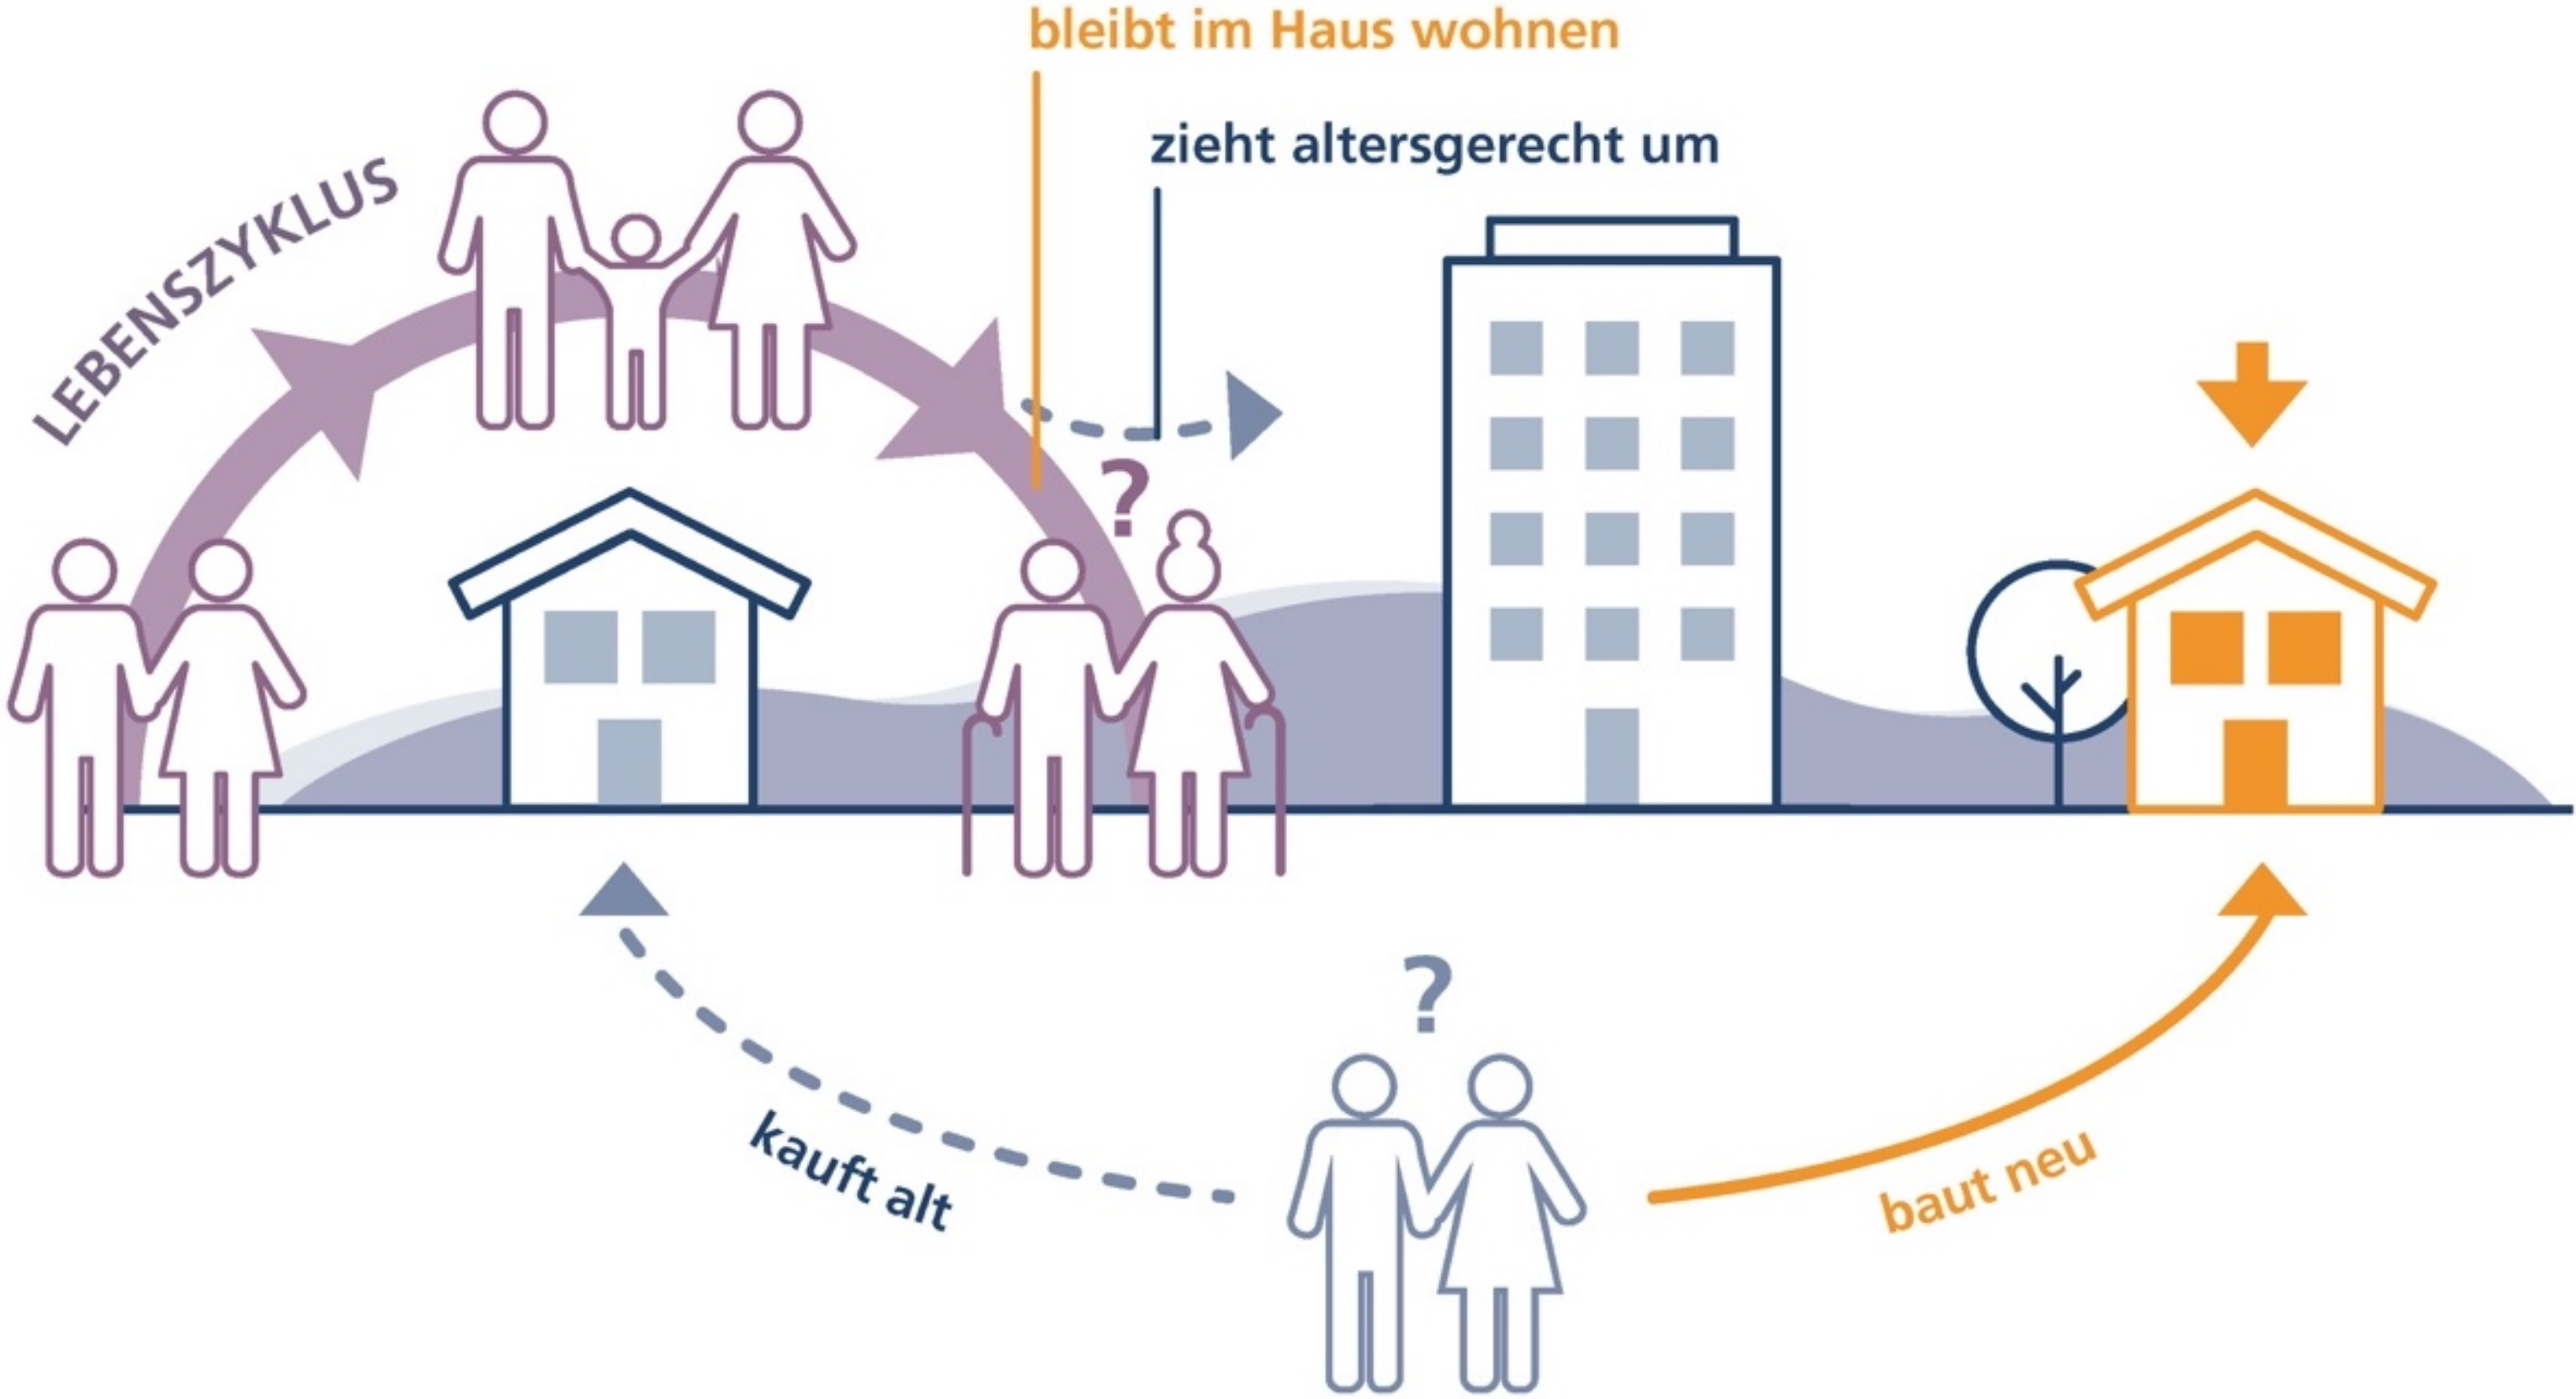 bleibt im Haus wohnen
zieht altersgerecht um
LEBENSZYKLUS
?
?
kauft alt
baut neu